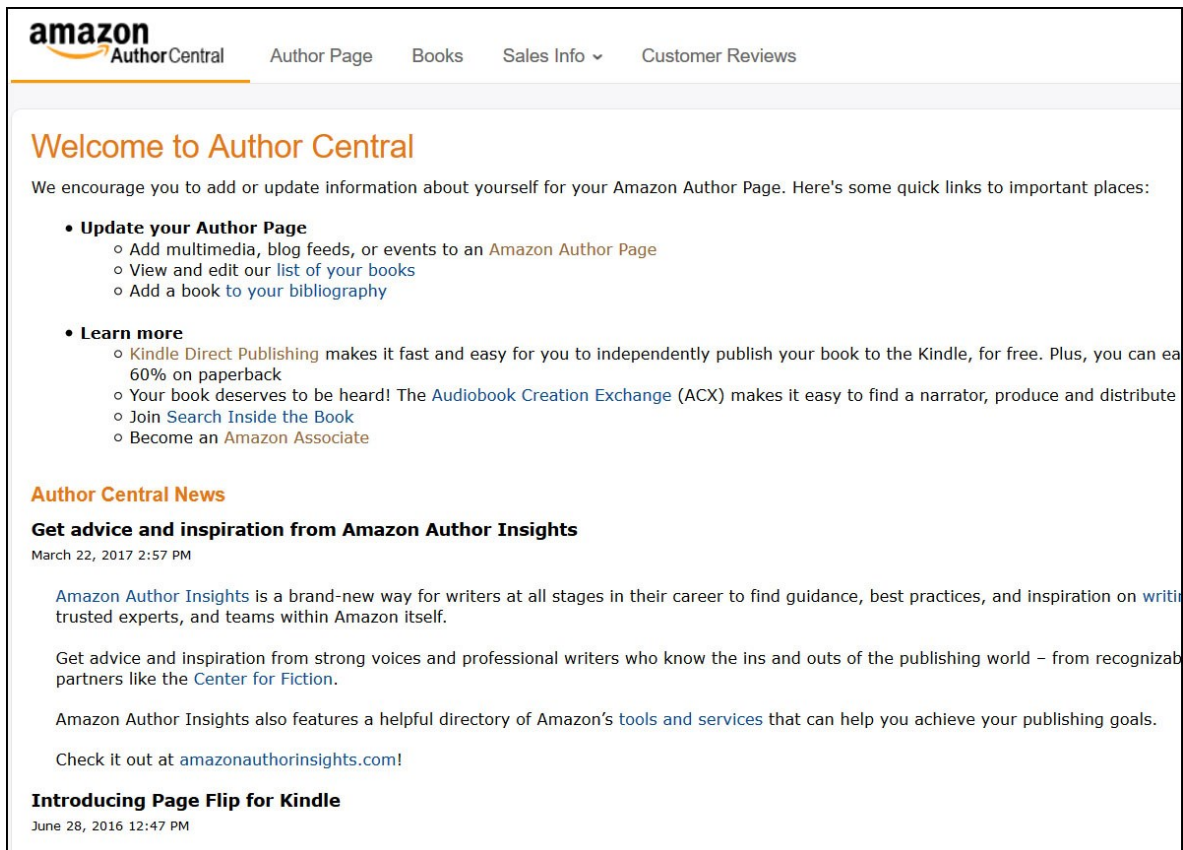 amazon
AuthorCentral
Author Page Books Sales Info Customer Reviews
Welcome to Author Central
We encourage you to add or update information about yourself for your Amazon Author Page. Here's some quick links to important places:
• Update your Author Page
Add multimedia, blog feeds, or events to an Amazon Author Page
View and edit our list of your books
Add a book to your bibliography
• Learn more
Kindle Direct Publishing makes it fast and easy for you to independently publish your book to the Kindle, for free. Plus, you can ea
60% on paperback
Your book deserves to be heard! The Audiobook Creation Exchange (ACX) makes it easy to find a narrator, produce and distribute
Join Search Inside the Book
Become an Amazon Associate
Author Central News
Get advice and inspiration from Amazon Author Insights
March 22, 2017 2:57 PM
Amazon Author Insights is a brand-new way for writers at all stages in their career to find guidance, best practices, and inspiration on writin
trusted experts, and teams within Amazon itself.
Get advice and inspiration from strong voices and professional writers who know the ins and outs of the publishing world – from recognizab
partners like the Center for Fiction.
Amazon Author Insights also features a helpful directory of Amazon’s tools and services that can help you achieve your publishing goals.
Check it out at amazonauthorinsights.com!
Introducing Page Flip for Kindle
June 28, 2016 12:47 PM